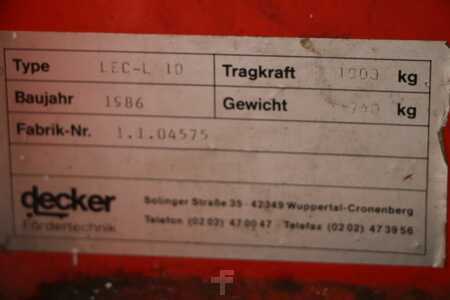 Type LEC-L 10 Tragkraft 1000 kg
Baujahr 1986 Gewicht kg
Fabrik-Nr. 1.1.04575
decker Solinger Straße 35 · 42349 Wuppertal-Cronenberg
Fördertechnik Telefon (02 02) 47 00 47 · Telefax (02 02) 47 39 56